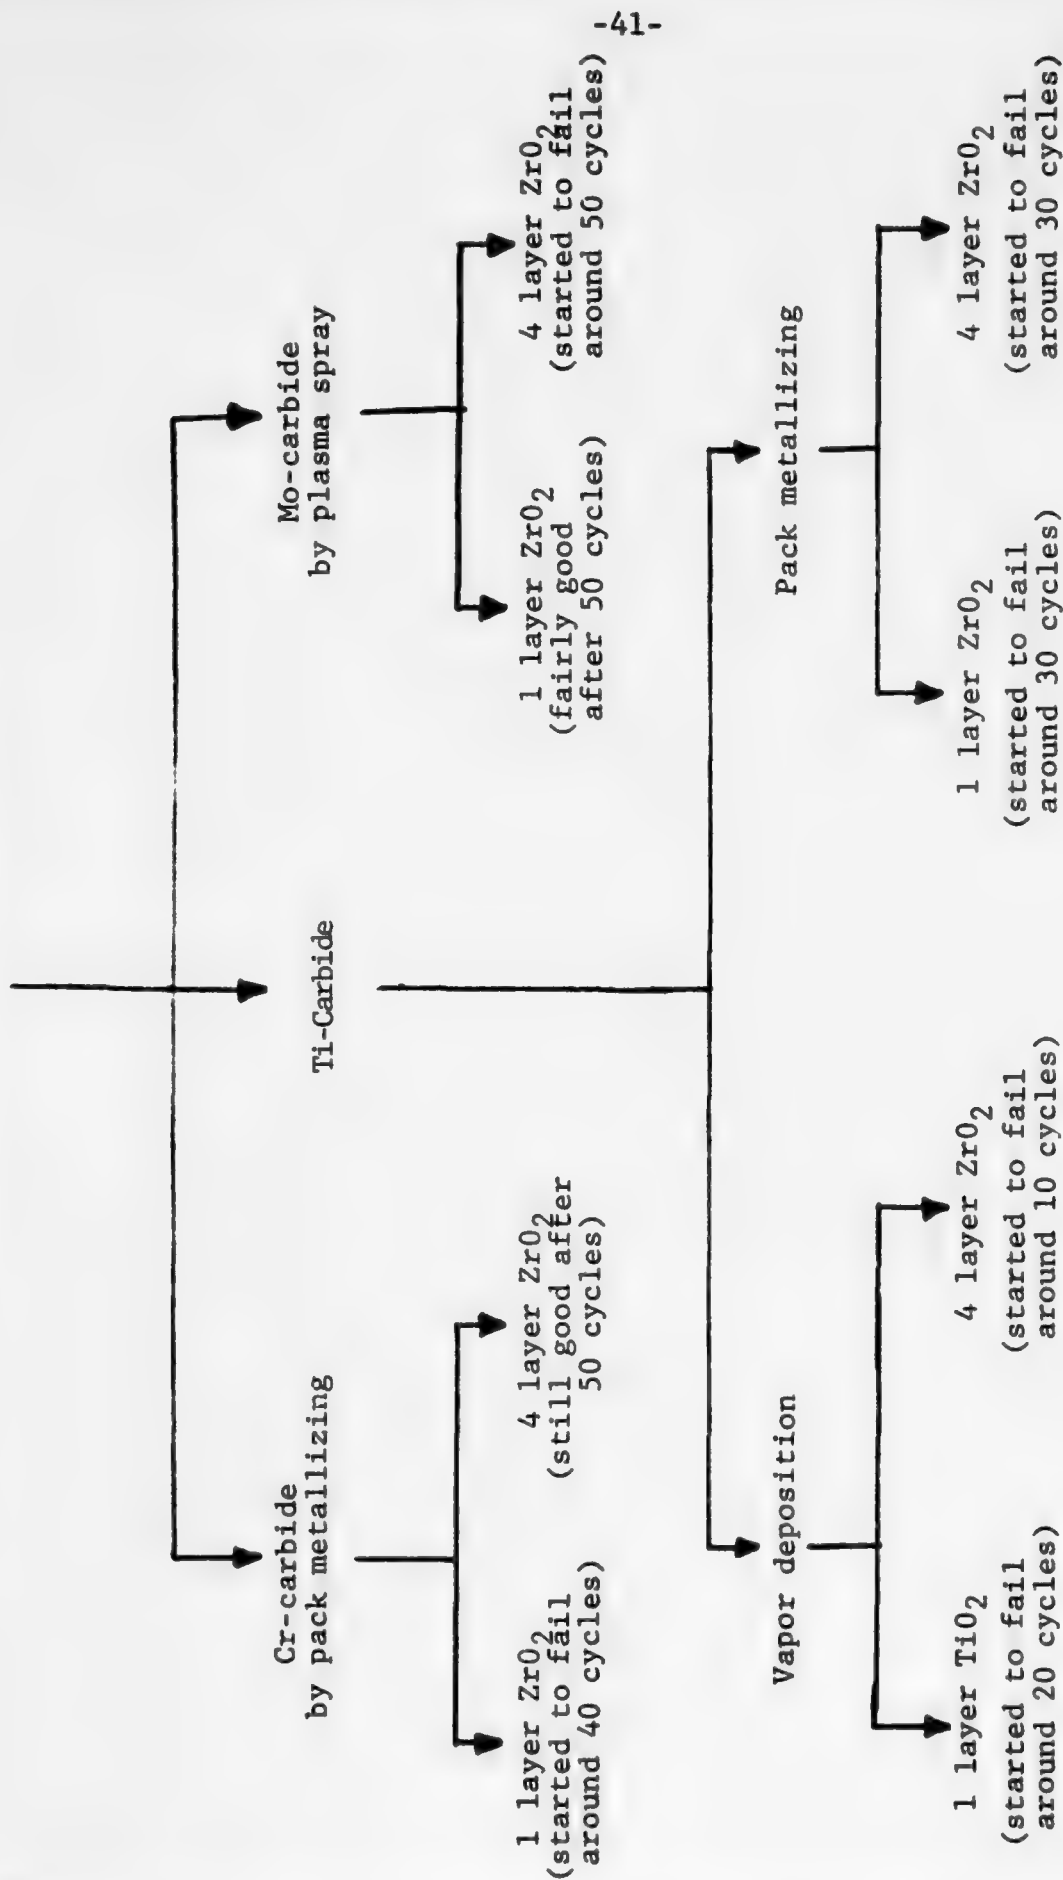 -41-
Cr-carbide
by pack metallizing
Ti-Carbide
Mo-carbide
by plasma spray
1 layer ZrO2
(started to fail
around 40 cycles)
4 layer ZrO2
(still good after
50 cycles)
1 layer ZrO2
(fairly good
after 50 cycles)
4 layer ZrO2
(started to fail
around 50 cycles)
Vapor deposition
Pack metallizing
1 layer TiO2
(started to fail
around 20 cycles)
4 layer ZrO2
(started to fail
around 10 cycles)
1 layer ZrO2
(started to fail
around 30 cycles)
4 layer ZrO2
(started to fail
around 30 cycles)